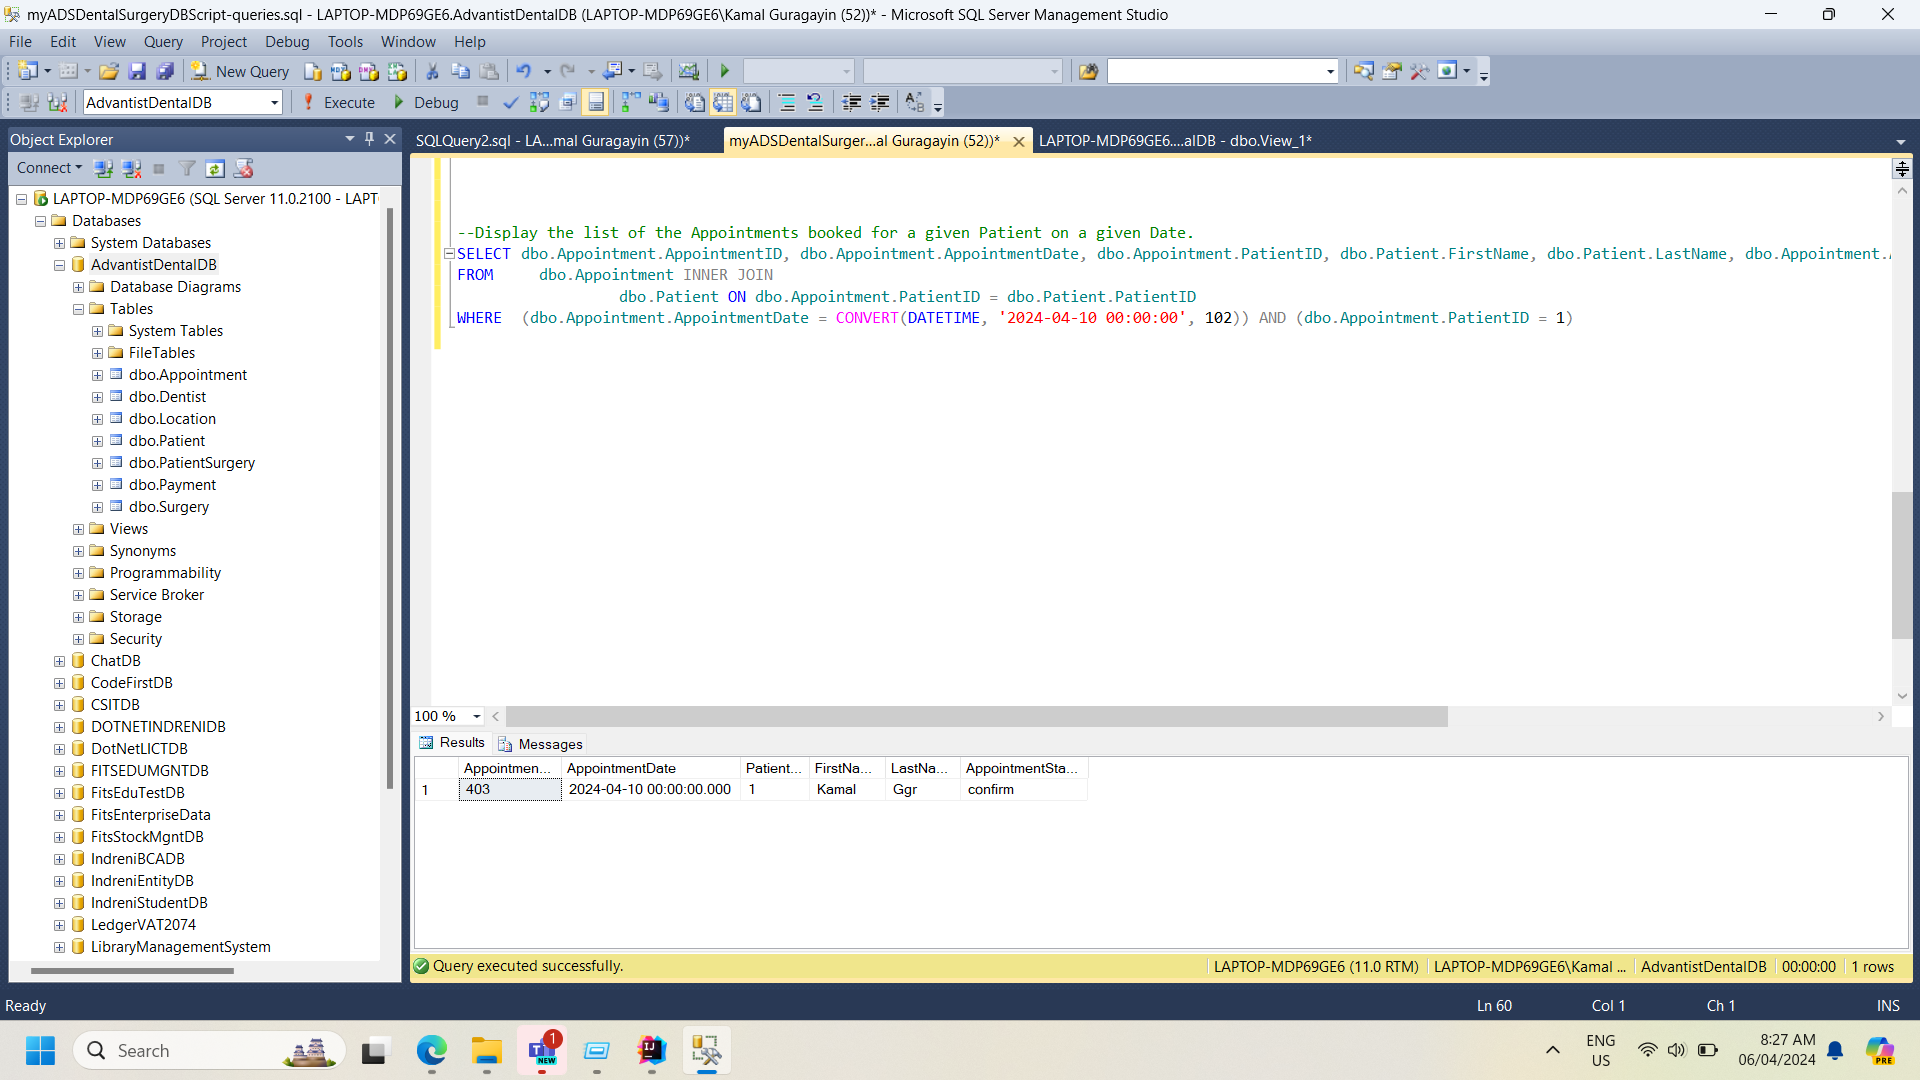 myADSDentalSurgeryDBScript-queries.sql - LAPTOP-MDP69GE6.AdvantistDentalDB (LAPTOP-MDP69GE6\Kamal Guragayin (52))* - Microsoft SQL Server Management Studio
File Edit View Query Project Debug Tools Window Help
New Query
AdvantistDentalDB Execute Debug
Object Explorer
SQLQuery2.sql - LA...mal Guragayin (57))* myADSDentalSurger...al Guragayin (52))* LAPTOP-MDP69GE6....alDB - dbo.View_1*
Connect
LAPTOP-MDP69GE6 (SQL Server 11.0.2100 - LAPT
Databases
System Databases
AdvantistDentalDB
Database Diagrams
Tables
System Tables
FileTables
dbo.Appointment
dbo.Dentist
dbo.Location
dbo.Patient
dbo.PatientSurgery
dbo.Payment
dbo.Surgery
Views
Synonyms
Programmability
Service Broker
Storage
Security
ChatDB
CodeFirstDB
CSITDB
DOTNETINDRENIDB
DotNetLICTDB
FITSEDUMGNTDB
FitsEduTestDB
FitsEnterpriseData
FitsStockMgntDB
IndreniBCADB
IndreniEntityDB
IndreniStudentDB
LedgerVAT2074
LibraryManagementSystem
--Display the list of the Appointments booked for a given Patient on a given Date.
SELECT dbo.Appointment.AppointmentID, dbo.Appointment.AppointmentDate, dbo.Appointment.PatientID, dbo.Patient.FirstName, dbo.Patient.LastName, dbo.Appointment.
FROM dbo.Appointment INNER JOIN
dbo.Patient ON dbo.Appointment.PatientID = dbo.Patient.PatientID
WHERE (dbo.Appointment.AppointmentDate = CONVERT(DATETIME, '2024-04-10 00:00:00', 102)) AND (dbo.Appointment.PatientID = 1)
100 %
Results Messages
Appointmen... AppointmentDate Patient... FirstNa... LastNa... AppointmentSta...
1 403 2024-04-10 00:00:00.000 1 Kamal Ggr confirm
Query executed successfully. LAPTOP-MDP69GE6 (11.0 RTM) LAPTOP-MDP69GE6\Kamal ... AdvantistDentalDB 00:00:00 1 rows
Ready Ln 60 Col 1 Ch 1 INS
Search
1
NEW
IJ
ENG
US
8:27 AM
06/04/2024
PRE